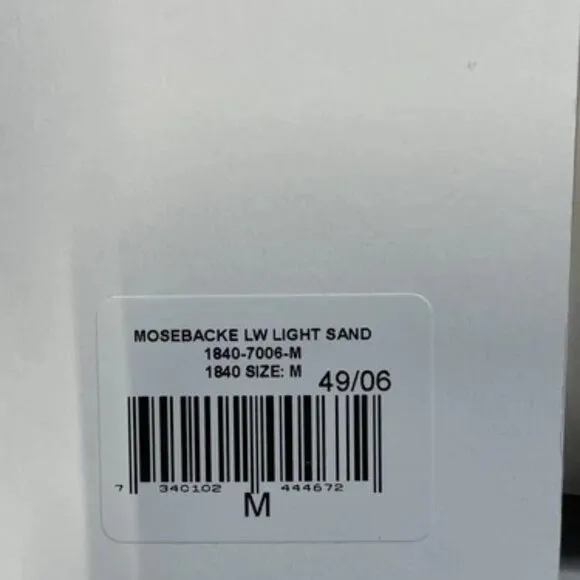 MOSEBACKE LW LIGHT SAND
1840-7006-M
1840 SIZE: M
49/06
7 340102 444672
M